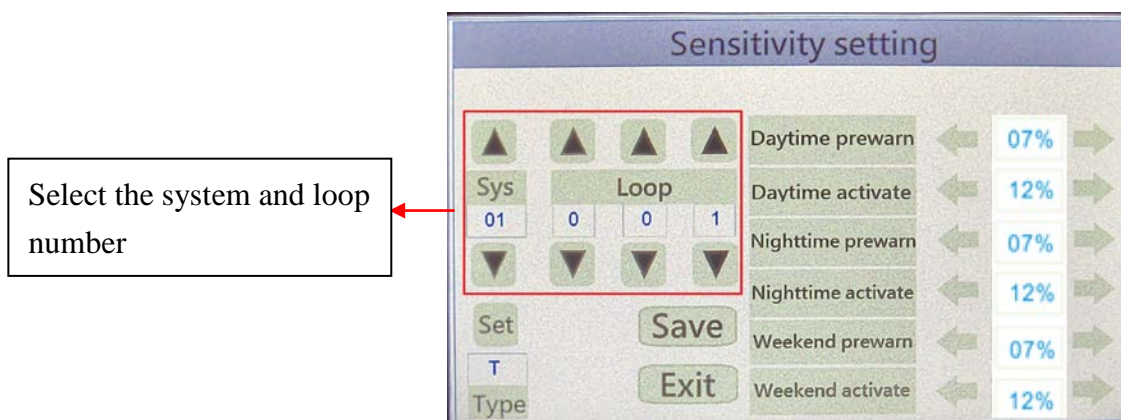 Sensitivity setting
Select the system and loop
number
Sys
Loop
01
0
0
1
Set
T
Type
Save
Exit
Daytime prewarn
07%
Daytime activate
12%
Nighttime prewarn
07%
Nighttime activate
12%
Weekend prewarn
07%
Weekend activate
12%